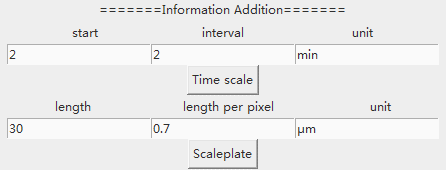 =======Information Addition=======
start interval unit
2 2 min
Time scale
length length per pixel unit
30 0.7 μm
Scaleplate